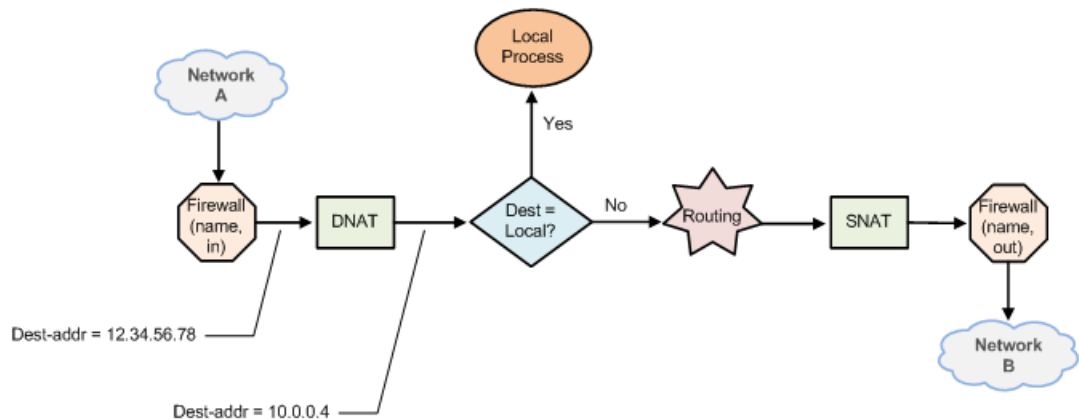 Local
Process
Network
A
Yes
Firewall
(name,
in)
DNAT
Dest =
Local?
No
Routing
SNAT
Firewall
(name,
out)
Dest-addr = 12.34.56.78
Network
B
Dest-addr = 10.0.0.4